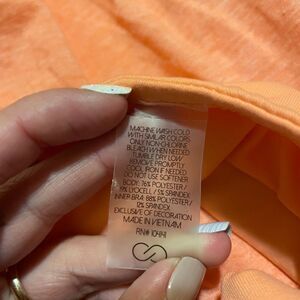 MACHINE WASH COLD
WITH SIMILAR COLORS
ONLY NON-CHLORINE
BLEACH WHEN NEEDED
TUMBLE DRY LOW
REMOVE PROMPTLY
COOL IRON IF NEEDED
DO NOT USE SOFTENER
BODY: 76% POLYESTER/
19% LYOCELL / 5% SPANDEX
INNER BRA: 88% POLYESTER/
12% SPANDEX
EXCLUSIVE OF DECORATION
MADE IN VIETNAM
RN#